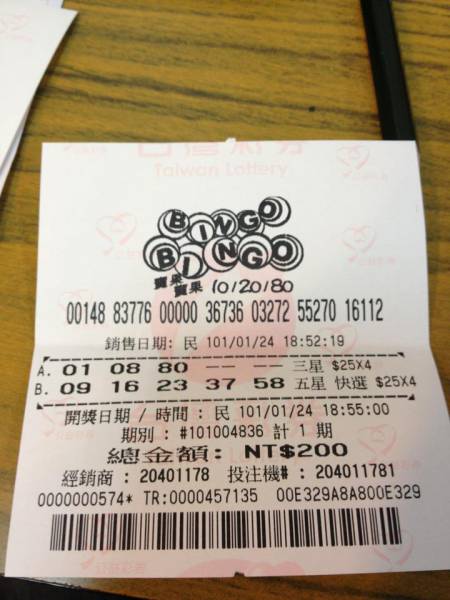 台灣彩券
Taiwan Lottery
BINGO
BINGO
賓果
賓果 10/20/80
00148 83776 00000 36736 03272 55270 16112
銷售日期: 民 101/01/24 18:52:19
A. 01 08 80 -- -- 三星 $25X4
B. 09 16 23 37 58 五星 快選 $25X4
開獎日期 / 時間 : 民 101/01/24 18:55:00
期別 : #101004836 計 1 期
總金額: NT$200
經銷商 : 20401178 投注機# : 204011781
0000000574* TR:0000457135 00E329A8A800E329